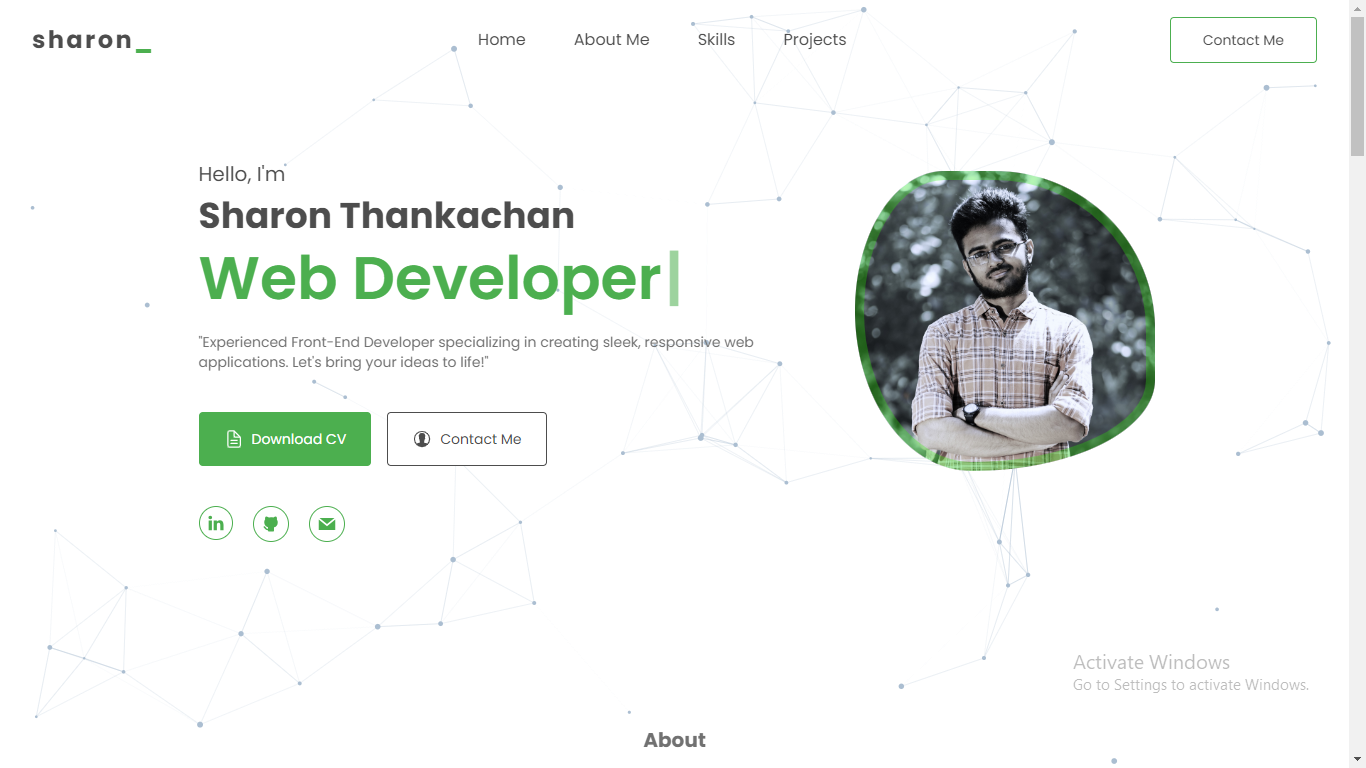 sharon_
Home
About Me
Skills
Projects
Contact Me
Hello, I'm
Sharon Thankachan
Web Developer|
"Experienced Front-End Developer specializing in creating sleek, responsive web
applications. Let's bring your ideas to life!"
Download CV
Contact Me
in
Activate Windows
Go to Settings to activate Windows.
About